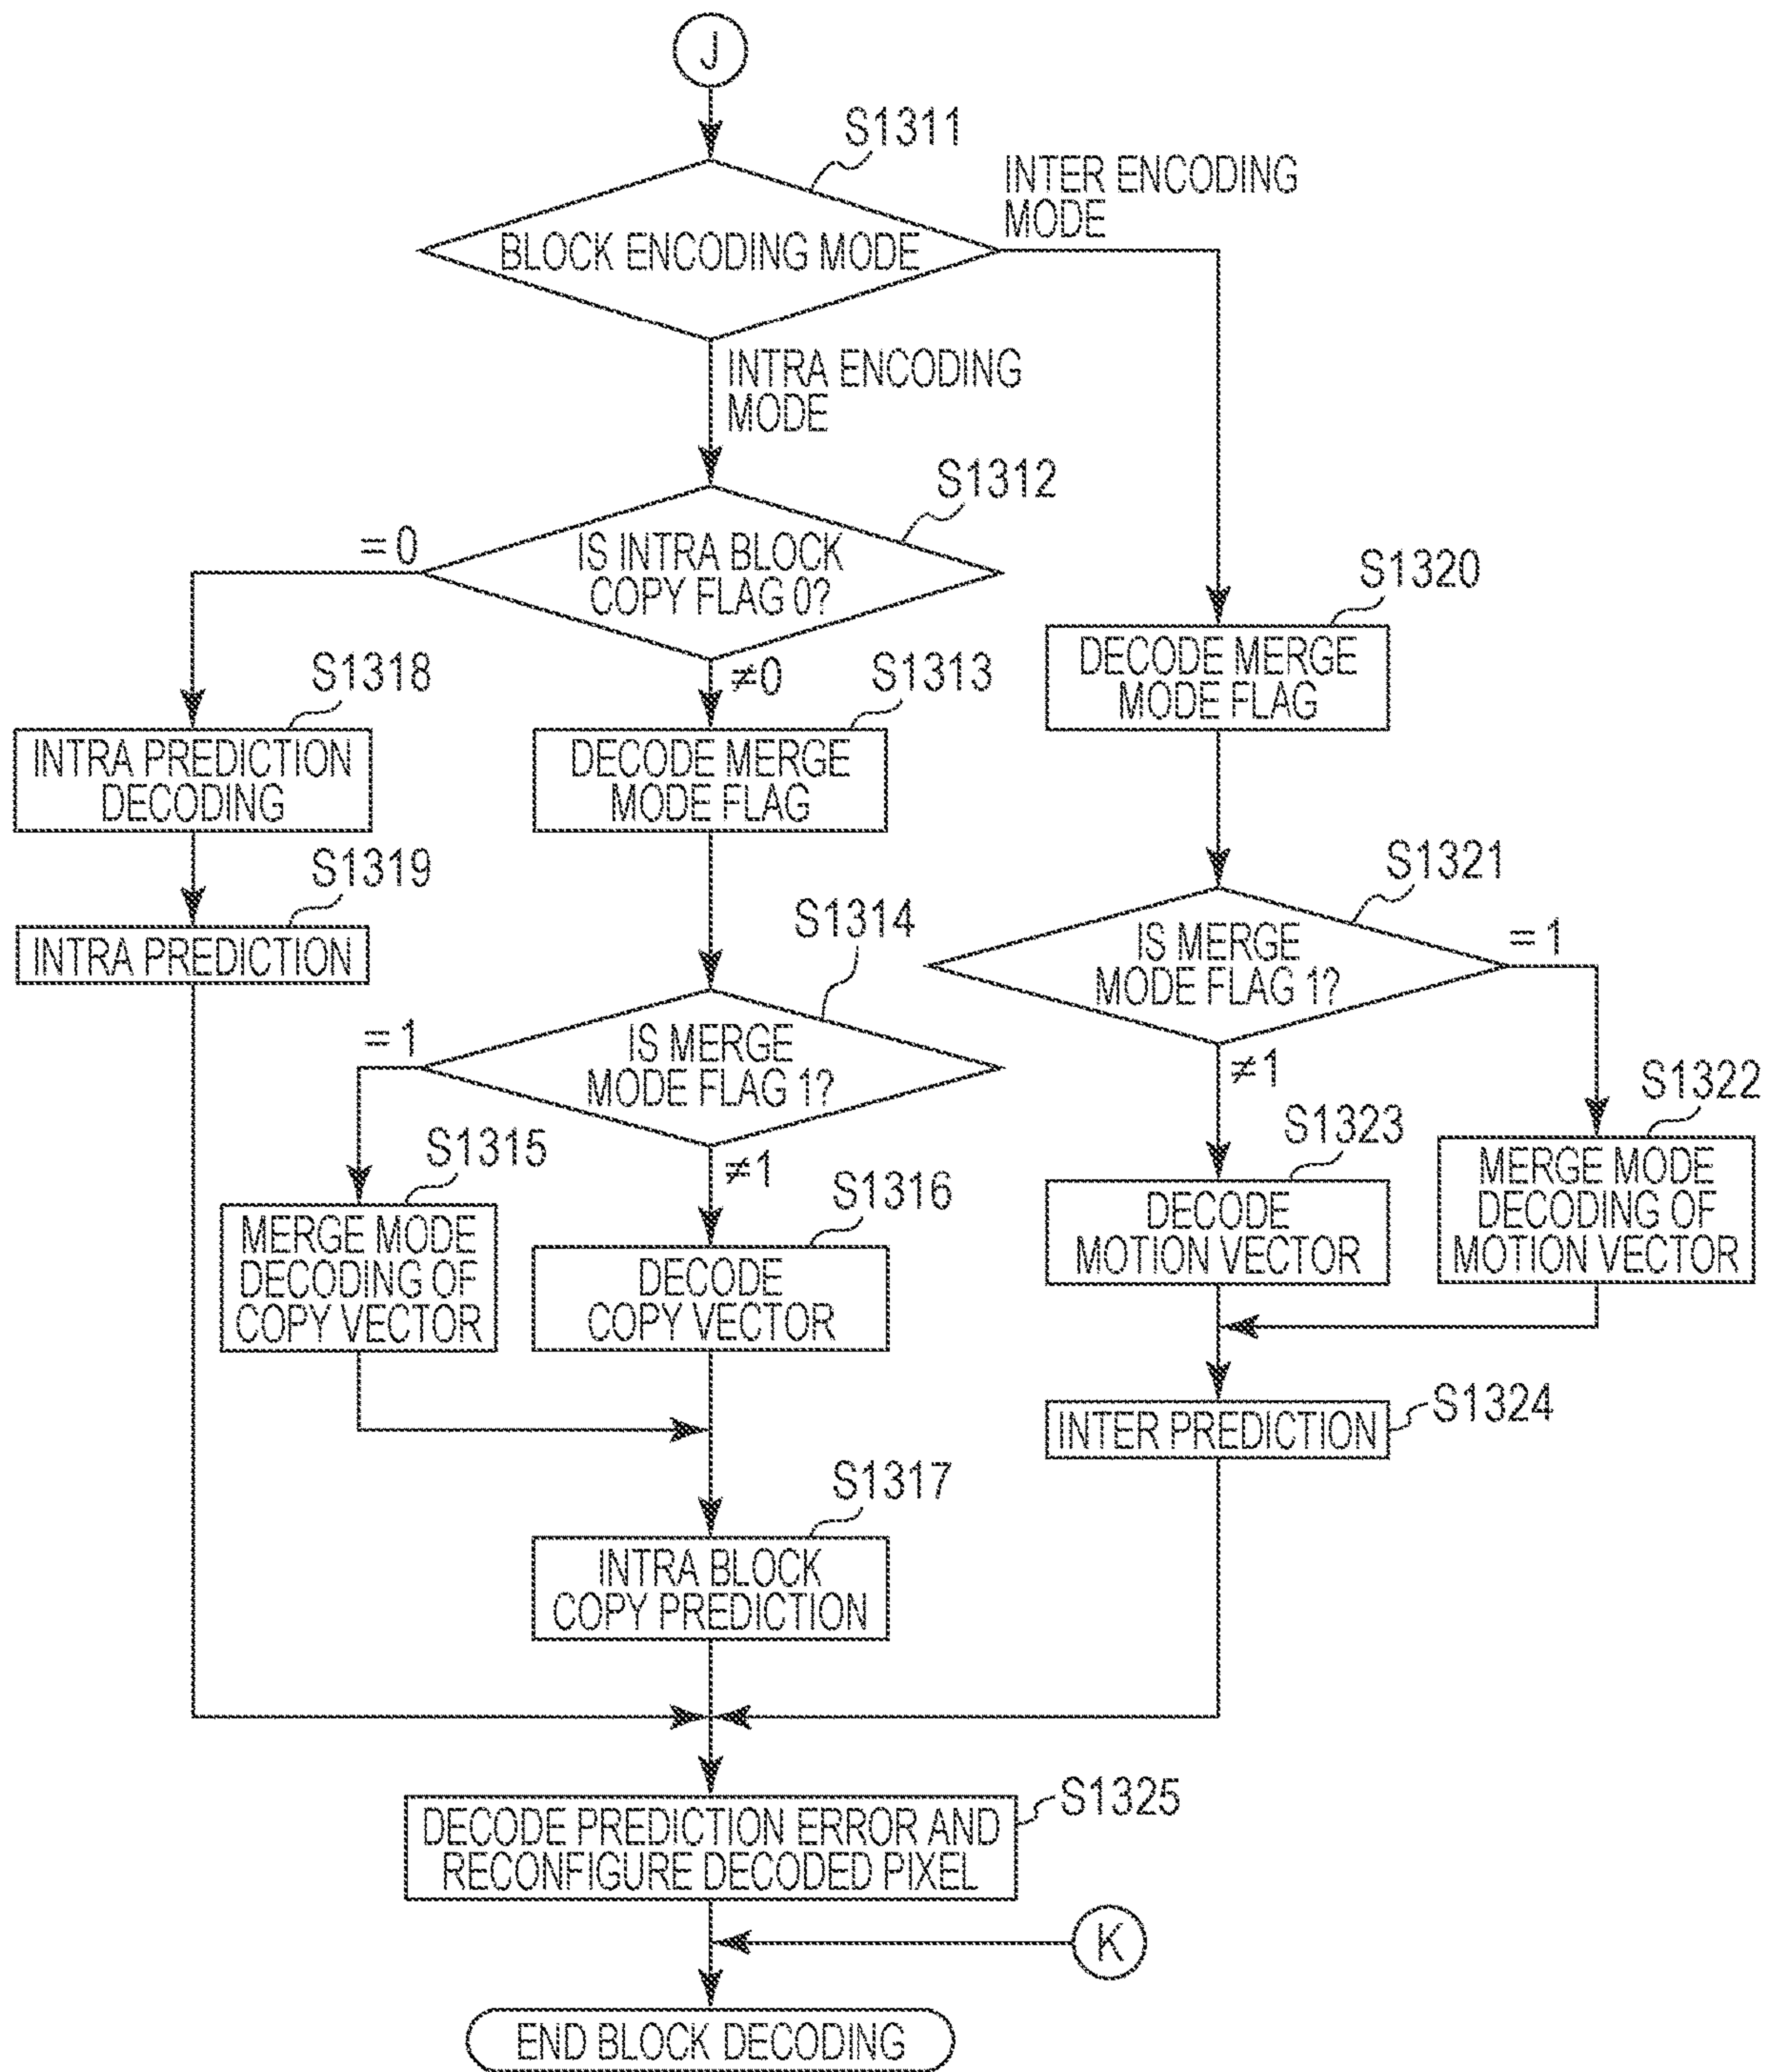 J
S1311
INTER ENCODING
MODE
BLOCK ENCODING MODE
INTRA ENCODING
MODE
S1312
= 0
IS INTRA BLOCK
COPY FLAG 0?
S1320
DECODE MERGE
MODE FLAG
≠0
S1318
S1313
INTRA PREDICTION
DECODING
DECODE MERGE
MODE FLAG
S1319
INTRA PREDICTION
S1321
IS MERGE
MODE FLAG 1?
= 1
S1314
= 1
IS MERGE
MODE FLAG 1?
≠1
S1322
MERGE MODE
DECODING OF
MOTION VECTOR
S1323
DECODE
MOTION VECTOR
S1315
≠1
MERGE MODE
DECODING OF
COPY VECTOR
S1316
DECODE
COPY VECTOR
INTER PREDICTION
S1324
S1317
INTRA BLOCK
COPY PREDICTION
S1325
DECODE PREDICTION ERROR AND
RECONFIGURE DECODED PIXEL
K
END BLOCK DECODING